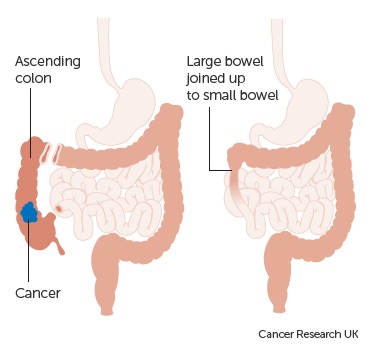 Ascending
colon
Cancer
Large bowel
joined up
to small bowel
Cancer Research UK